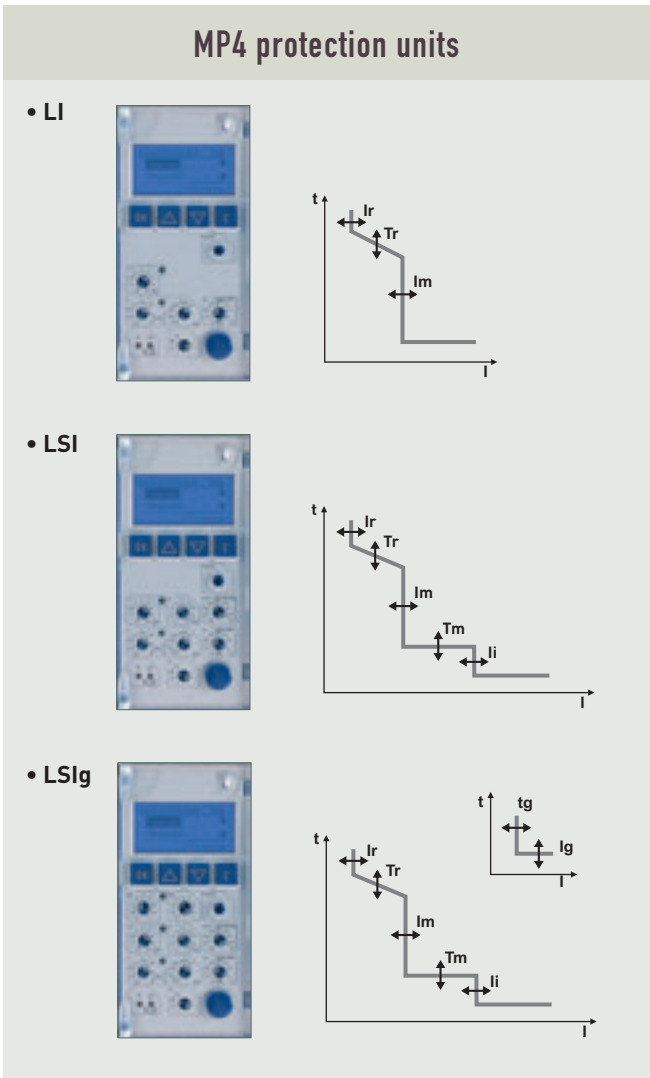 MP4 protection units
• LI
t
Ir
Tr
Im
I
• LSI
t
Ir
Tr
Im
Tm
Ii
I
• LSIg
t
tg
Ig
I
t
Ir
Tr
Im
Tm
Ii
I